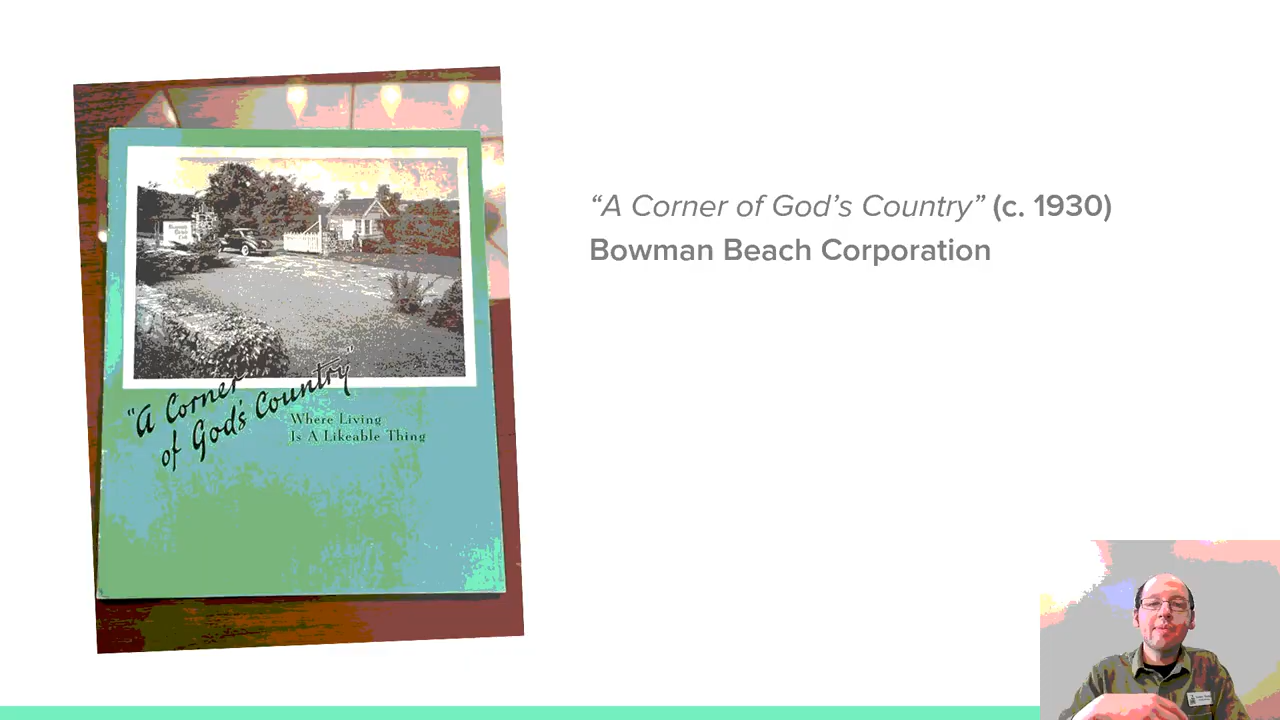 "A Corner
of God's Country"
Where Living
Is A Likeable Thing
“A Corner of God’s Country” (c. 1930)
Bowman Beach Corporation